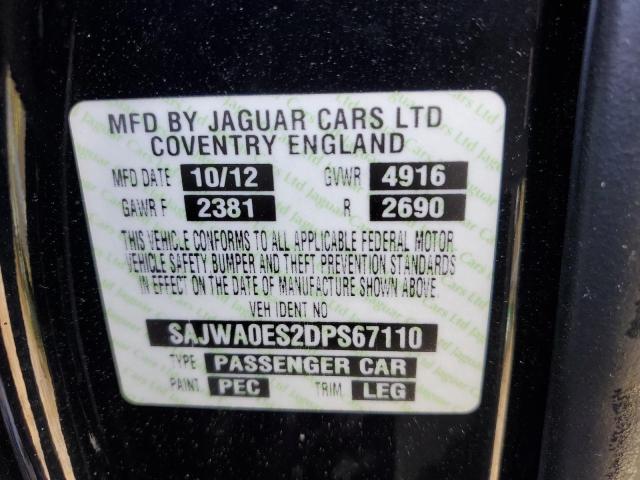 MFD BY JAGUAR CARS LTD
COVENTRY ENGLAND
MFD DATE 10/12 GVWR 4916
GAWR F 2381 R 2690
THIS VEHICLE CONFORMS TO ALL APPLICABLE FEDERAL MOTOR
VEHICLE SAFETY BUMPER AND THEFT PREVENTION STANDARDS
IN EFFECT ON THE DATE OF MANUFACTURE SHOWN ABOVE.
VEH IDENT NO
SAJWA0ES2DPS67110
TYPE PASSENGER CAR
PAINT PEC TRIM LEG